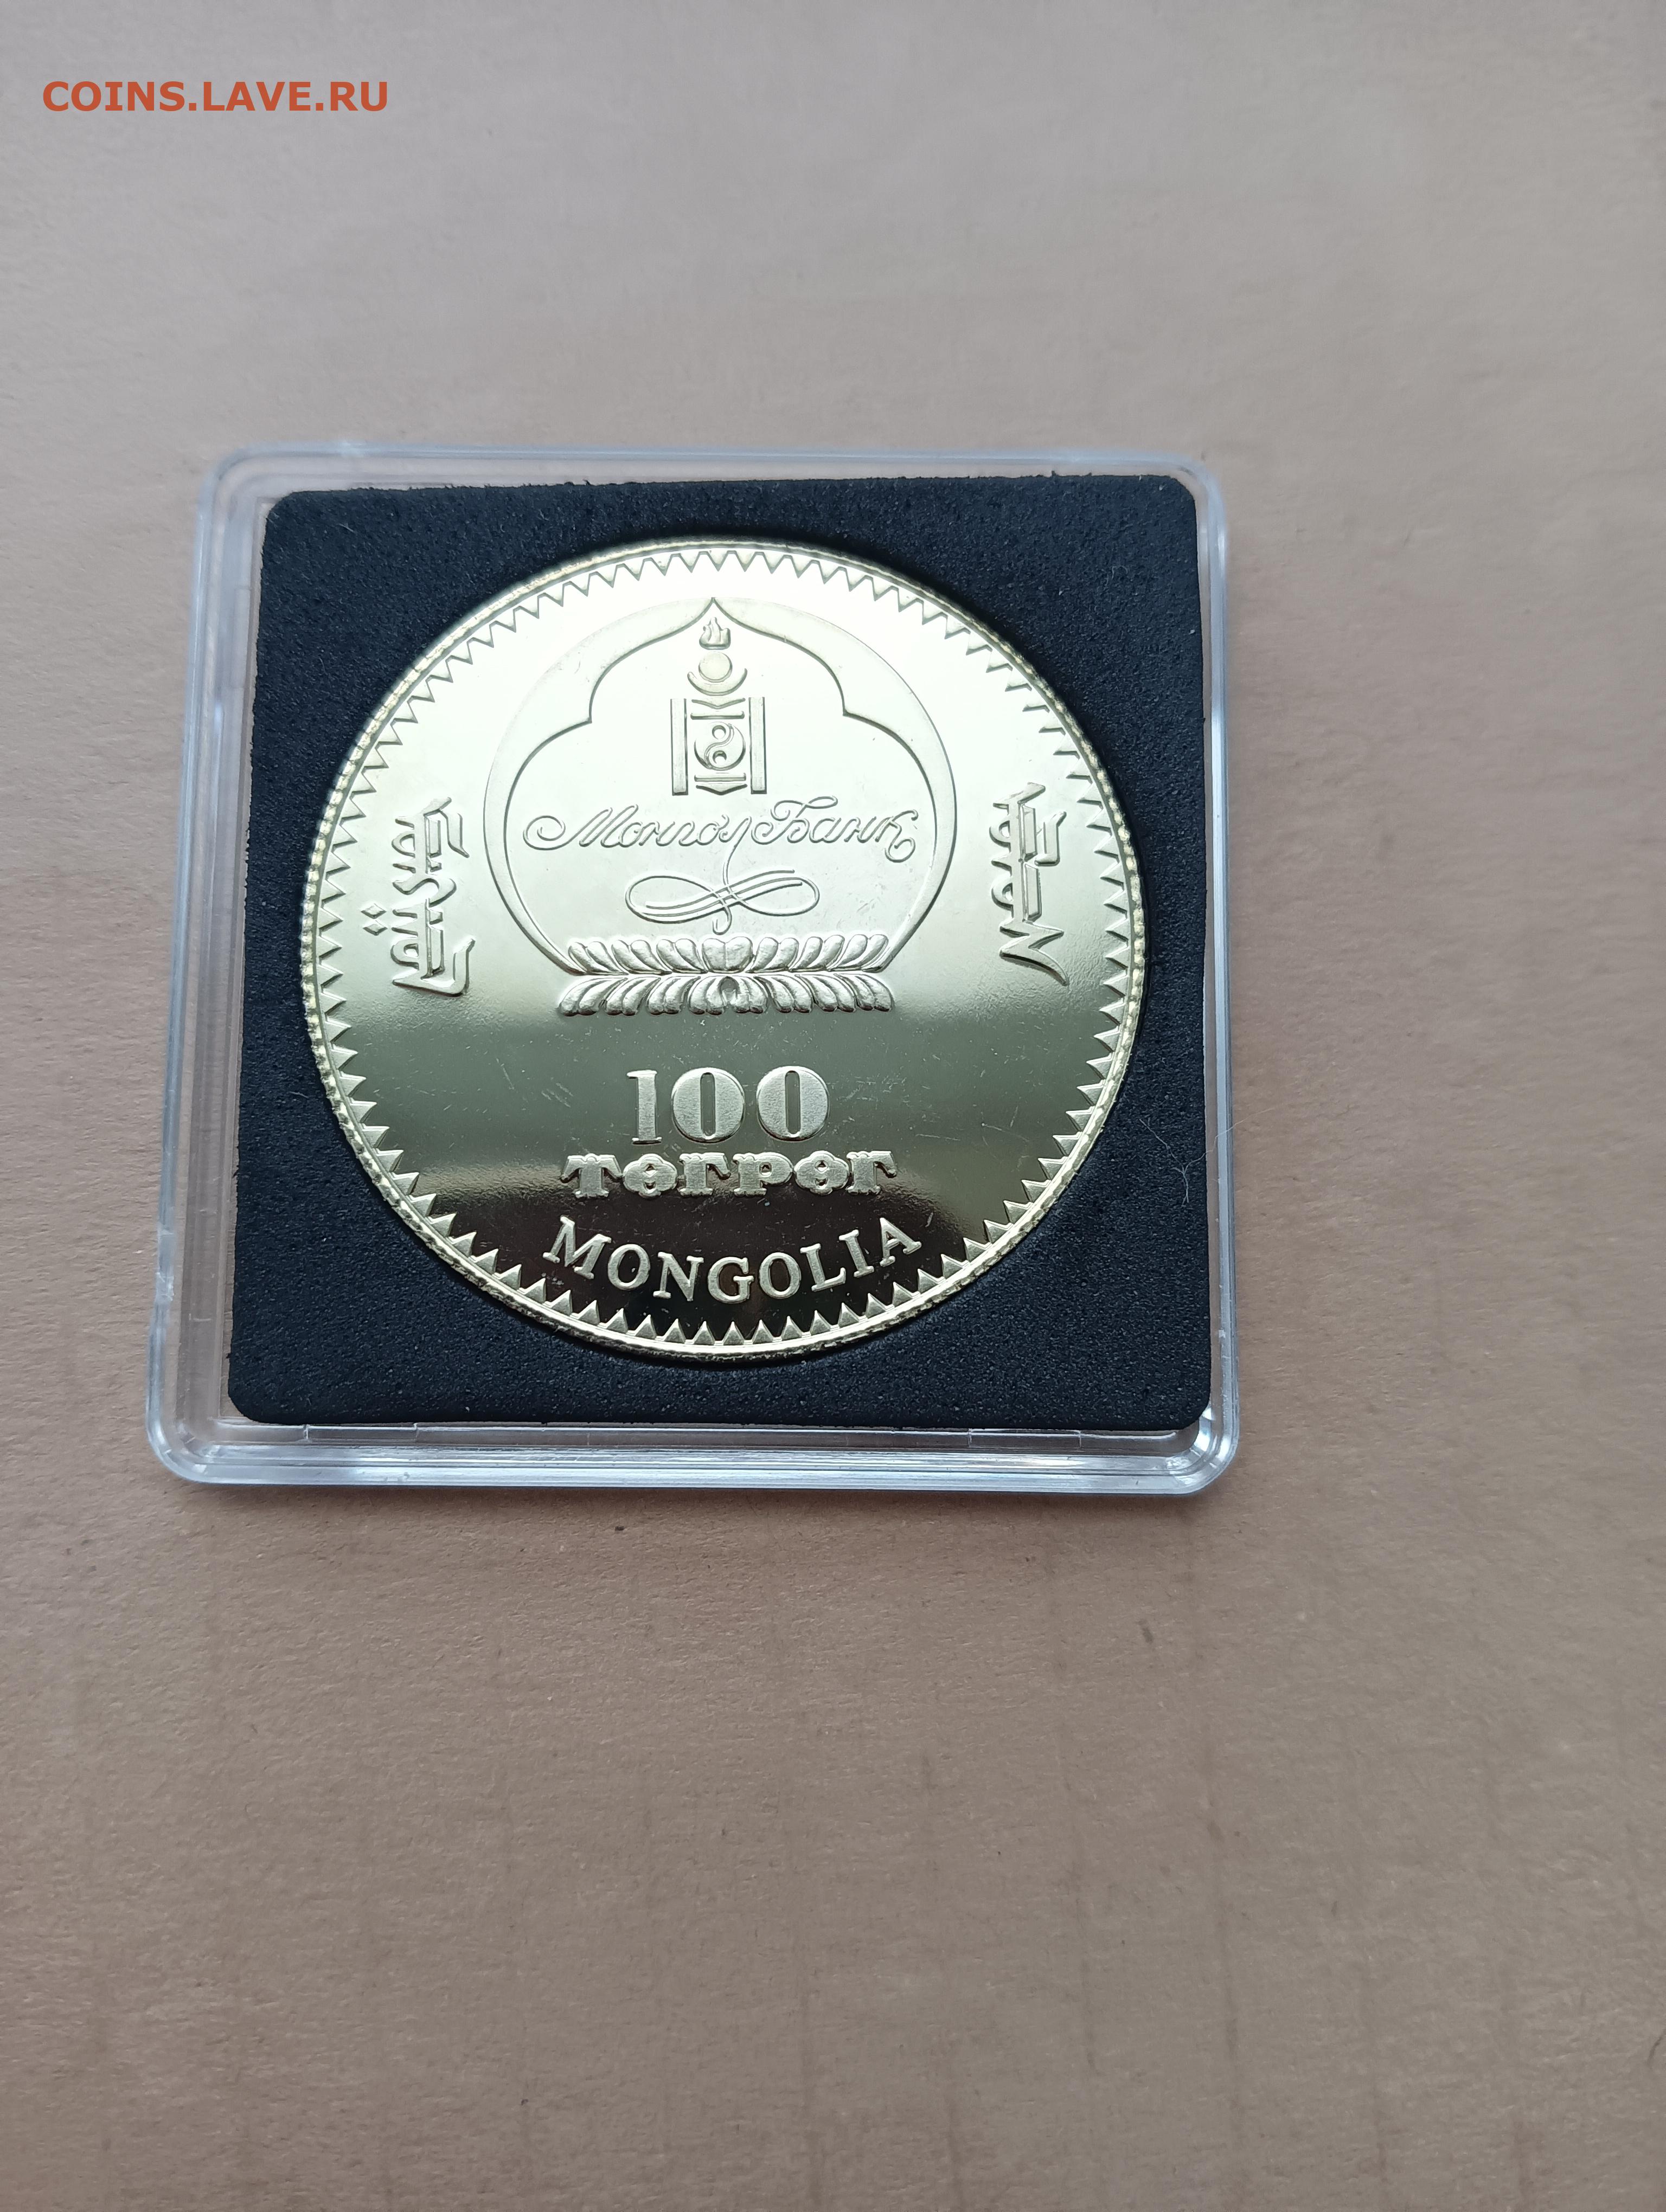 COINS.LAVE.RU
Монгол Банк
100
төгрөг
MONGOLIA